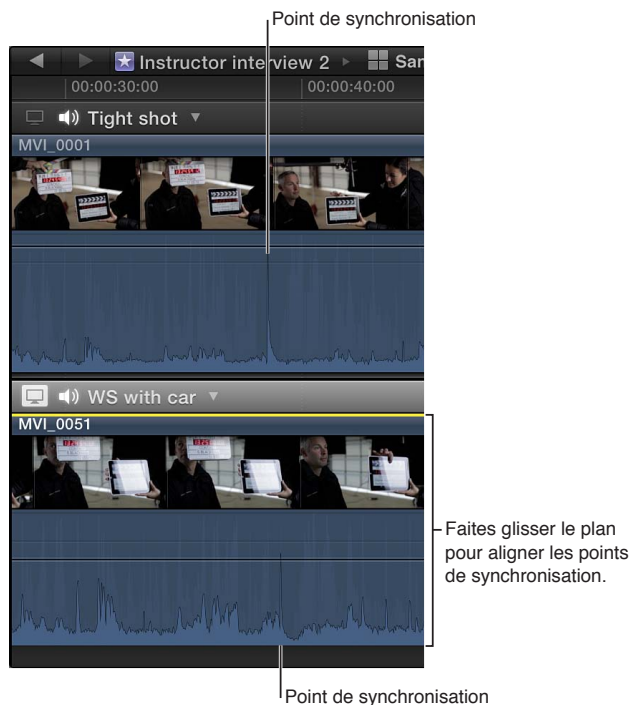 Point de synchronisation
Instructor interview 2 Sar
00:00:30:00 00:00:40:00
Tight shot
MVI_0001
WS with car
MVI_0051
Faites glisser le plan
pour aligner les points
de synchronisation.
Point de synchronisation